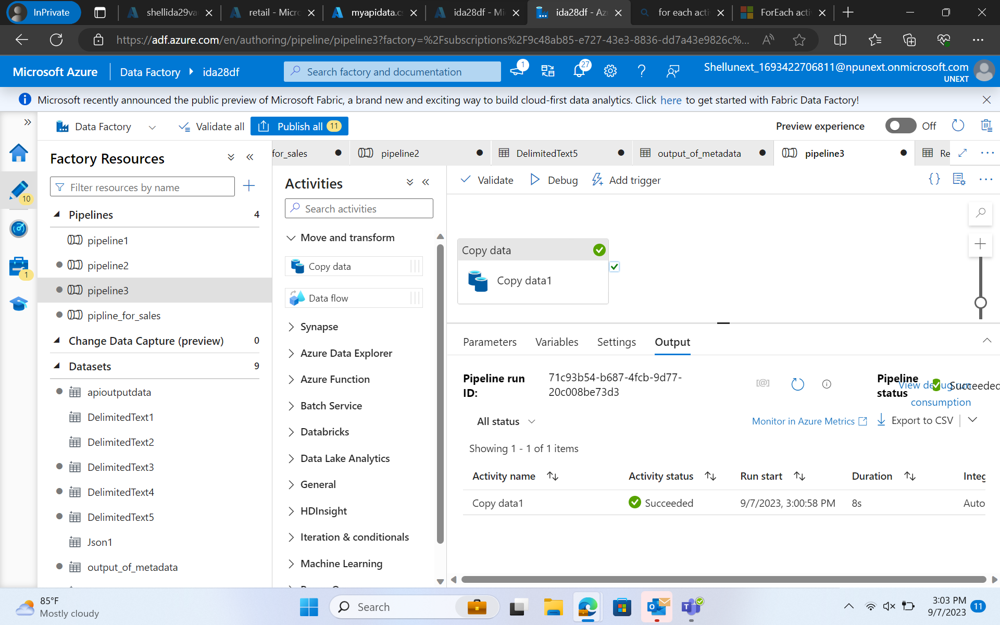 InPrivate
shellida29va
retail - Micro
myapidata.cs
ida28df - Mi
ida28df - Az
for each acti
ForEach acti
https://adf.azure.com/en/authoring/pipeline/pipeline3?factory=%2Fsubscriptions%2F9c48ab85-e727-43e3-8836-dd7a43e9826c%...
Microsoft Azure
Data Factory
ida28df
Search factory and documentation
1
27
Shellunext_1693422706811@npunext.onmicrosoft.com
UNEXT
Microsoft recently announced the public preview of Microsoft Fabric, a brand new and exciting way to build cloud-first data analytics. Click here to get started with Fabric Data Factory!
Data Factory
Validate all
Publish all 11
Preview experience
Off
Factory Resources
for_sales
pipeline2
DelimitedText5
output_of_metadata
pipeline3
Re
Filter resources by name
10
1
Pipelines 4
pipeline1
pipeline2
pipeline3
pipline_for_sales
Change Data Capture (preview) 0
Datasets 9
apioutputdata
DelimitedText1
DelimitedText2
DelimitedText3
DelimitedText4
DelimitedText5
Json1
output_of_metadata
Activities
Search activities
Move and transform
Copy data
Data flow
Synapse
Azure Data Explorer
Azure Function
Batch Service
Databricks
Data Lake Analytics
General
HDInsight
Iteration & conditionals
Machine Learning
Validate
Debug
Add trigger
Copy data
Copy data1
Parameters
Variables
Settings
Output
Pipeline run
ID:
71c93b54-b687-4fcb-9d77-
20c008be73d3
Pipeline
status
Succeeded
View debug run
consumption
All status
Monitor in Azure Metrics
Export to CSV
Showing 1 - 1 of 1 items
Activity name
Activity status
Run start
Duration
Integ
Copy data1
Succeeded
9/7/2023, 3:00:58 PM
8s
Auto
85°F
Mostly cloudy
Search
3:03 PM
9/7/2023
11